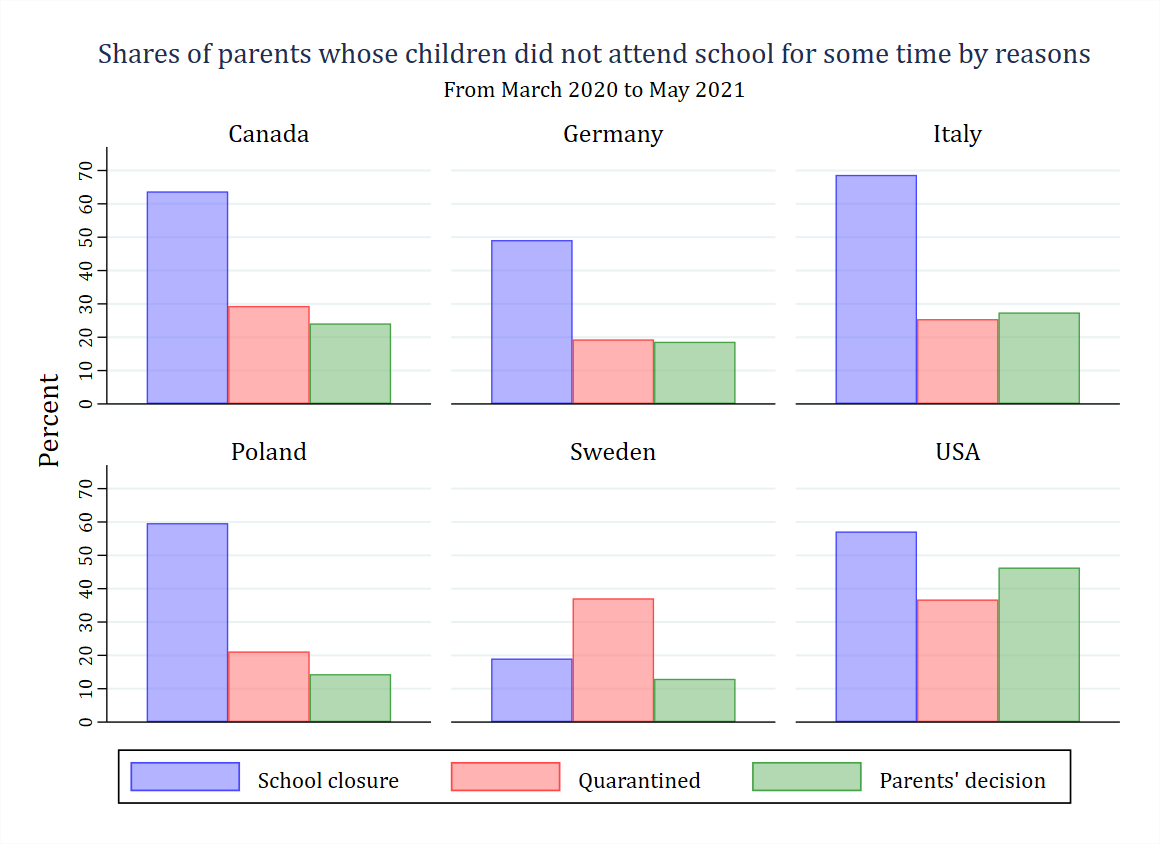 Shares of parents whose children did not attend school for some time by reasons
From March 2020 to May 2021
Canada
Germany
Italy
70
60
50
40
30
20
10
0
Percent
Poland
Sweden
USA
70
60
50
40
30
20
10
0
School closure
Quarantined
Parents' decision